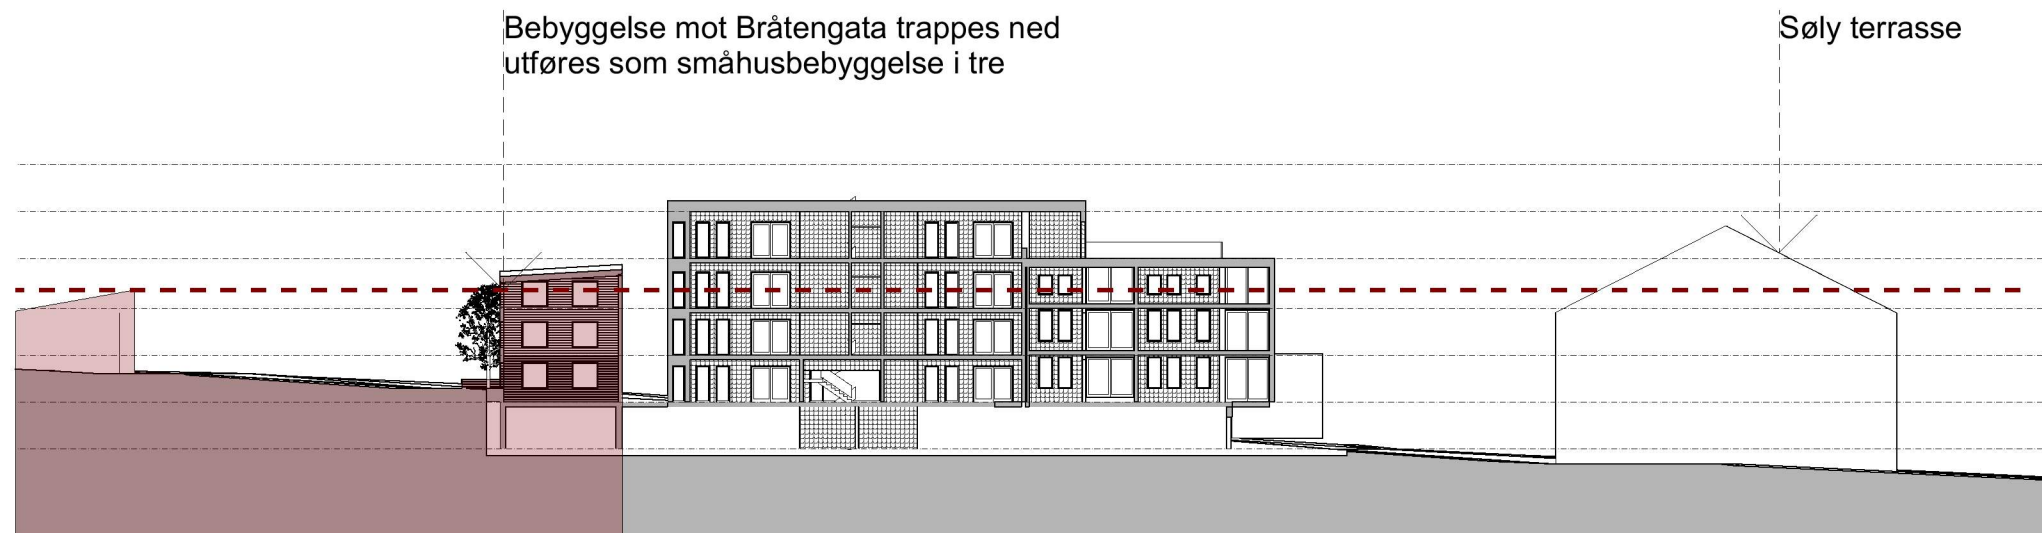 Bebyggelse mot Bråtengata trappes ned
utføres som småhusbebyggelse i tre
Søly terrasse